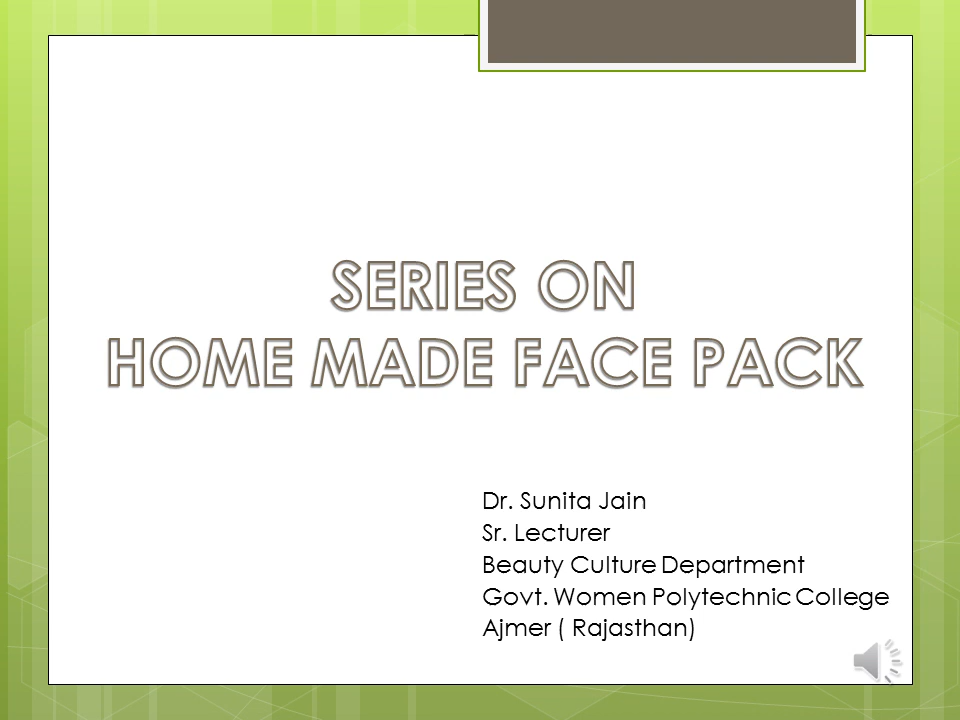 SERIES ON
HOME MADE FACE PACK
Dr. Sunita Jain
Sr. Lecturer
Beauty Culture Department
Govt. Women Polytechnic College
Ajmer ( Rajasthan)